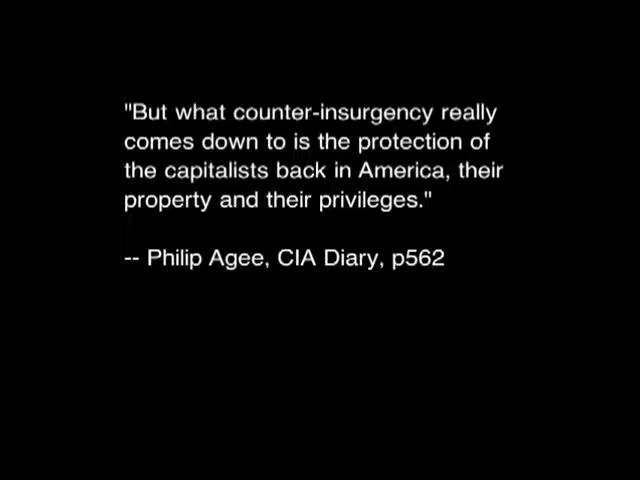 "But what counter-insurgency really
comes down to is the protection of
the capitalists back in America, their
property and their privileges."
-- Philip Agee, CIA Diary, p562